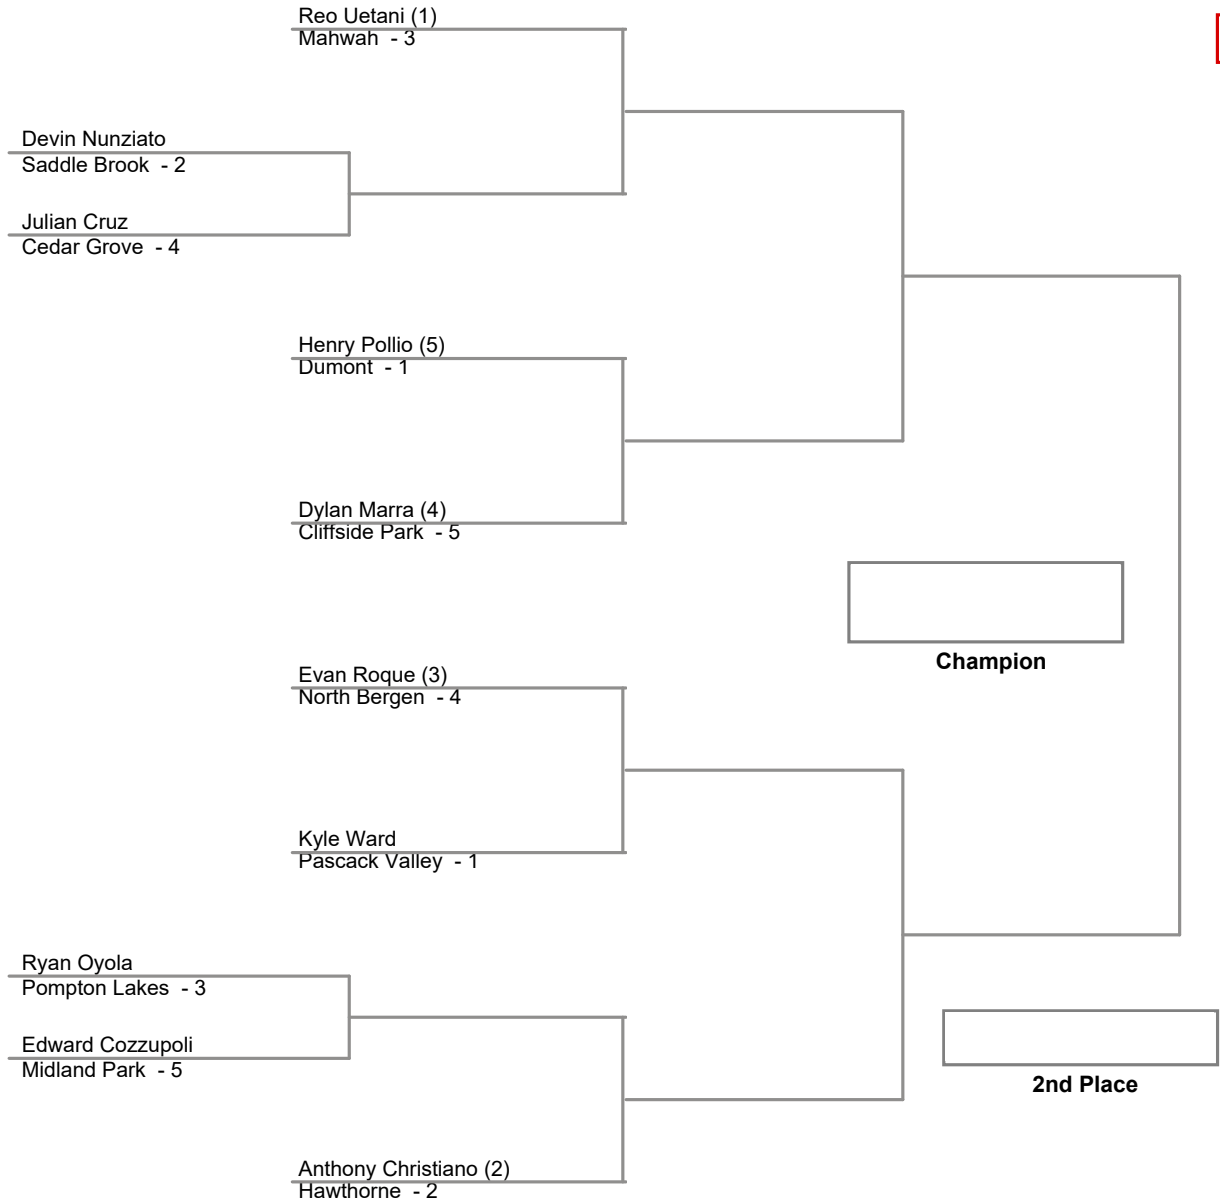 Reo Uetani (1)
Mahwah - 3
Devin Nunziato
Saddle Brook - 2
Julian Cruz
Cedar Grove - 4
Henry Pollio (5)
Dumont - 1
Dylan Marra (4)
Cliffside Park - 5
Champion
Evan Roque (3)
North Bergen - 4
Kyle Ward
Pascack Valley - 1
Ryan Oyola
Pompton Lakes - 3
Edward Cozzupoli
Midland Park - 5
2nd Place
Anthony Christiano (2)
Hawthorne - 2